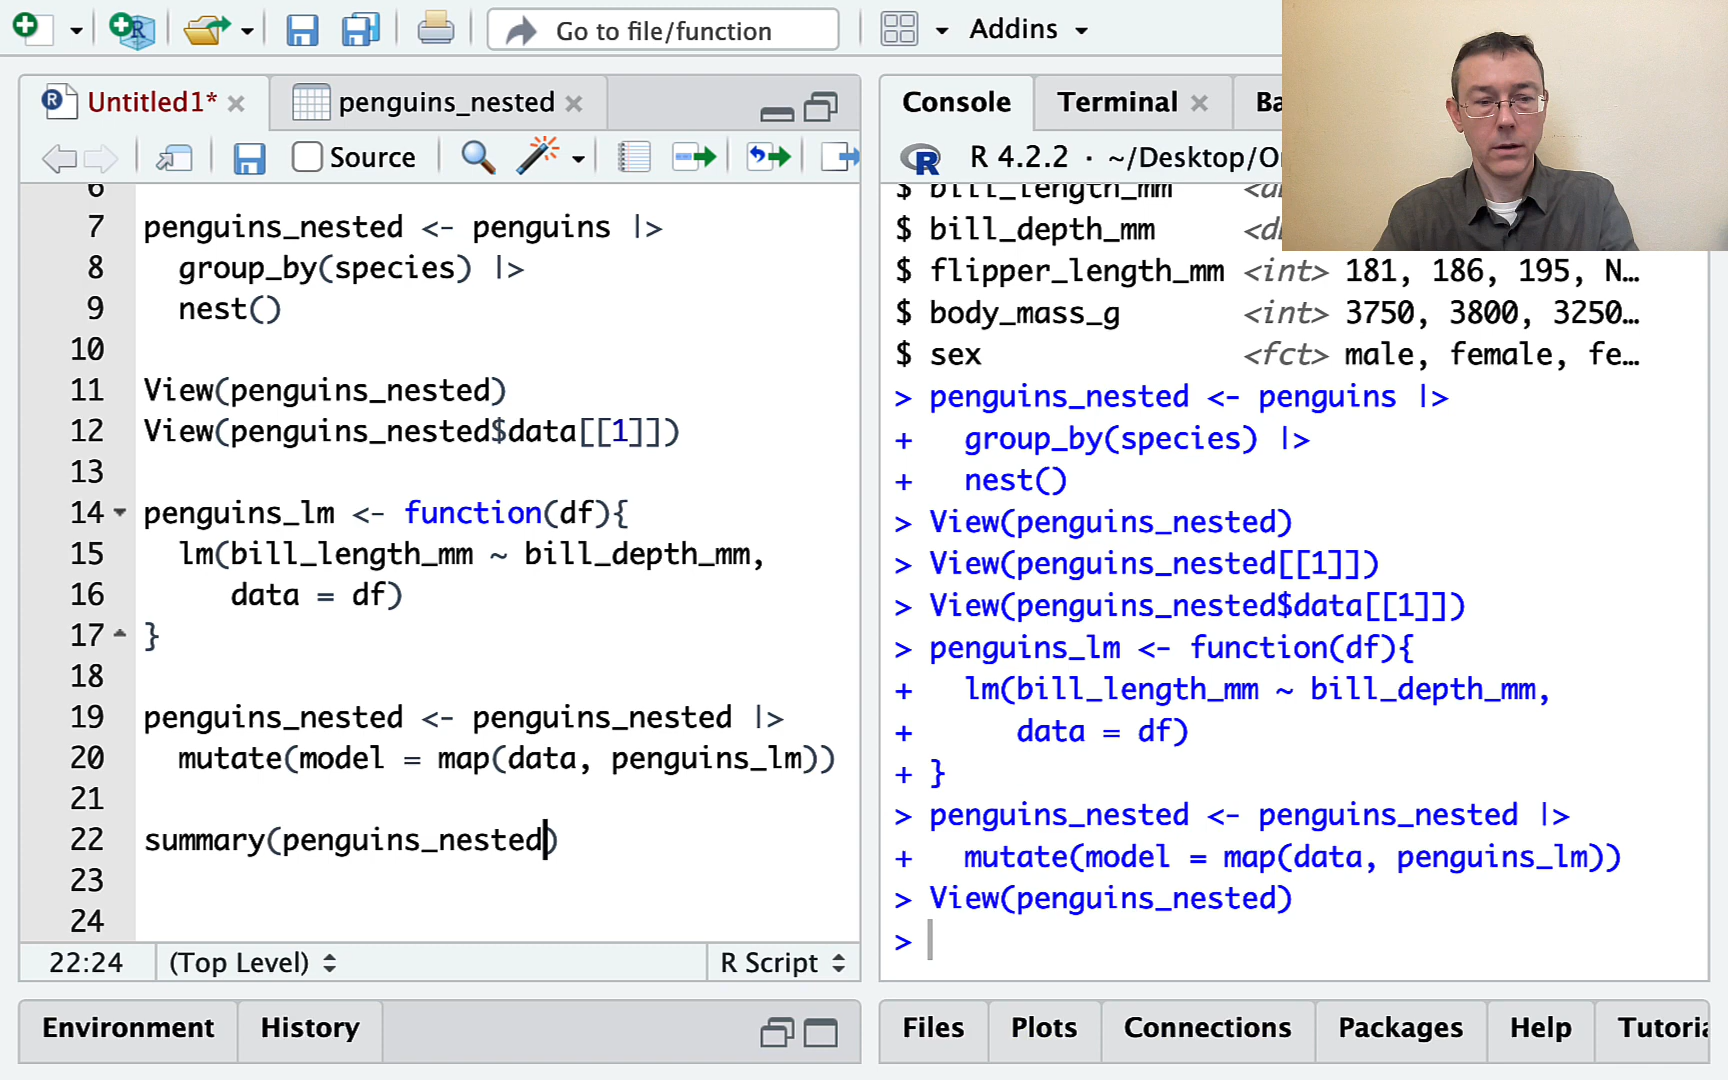 Go to file/function
Addins
Untitled1*
penguins_nested
Source
6
7 penguins_nested <- penguins |>
8 group_by(species) |>
9 nest()
10
11 View(penguins_nested)
12 View(penguins_nested$data[[1]])
13
14 penguins_lm <- function(df){
15 lm(bill_length_mm ~ bill_depth_mm,
16 data = df)
17 }
18
19 penguins_nested <- penguins_nested |>
20 mutate(model = map(data, penguins_lm))
21
22 summary(penguins_nested)
23
24
22:24 (Top Level) R Script
Environment History
Console Terminal Ba
R 4.2.2 · ~/Desktop/O
$ bill_length_mm
$ bill_depth_mm
$ flipper_length_mm <int> 181, 186, 195, N…
$ body_mass_g <int> 3750, 3800, 3250…
$ sex <fct> male, female, fe…
> penguins_nested <- penguins |>
+ group_by(species) |>
+ nest()
> View(penguins_nested)
> View(penguins_nested[[1]])
> View(penguins_nested$data[[1]])
> penguins_lm <- function(df){
+ lm(bill_length_mm ~ bill_depth_mm,
+ data = df)
+ }
> penguins_nested <- penguins_nested |>
+ mutate(model = map(data, penguins_lm))
> View(penguins_nested)
>
Files Plots Connections Packages Help Tutoria